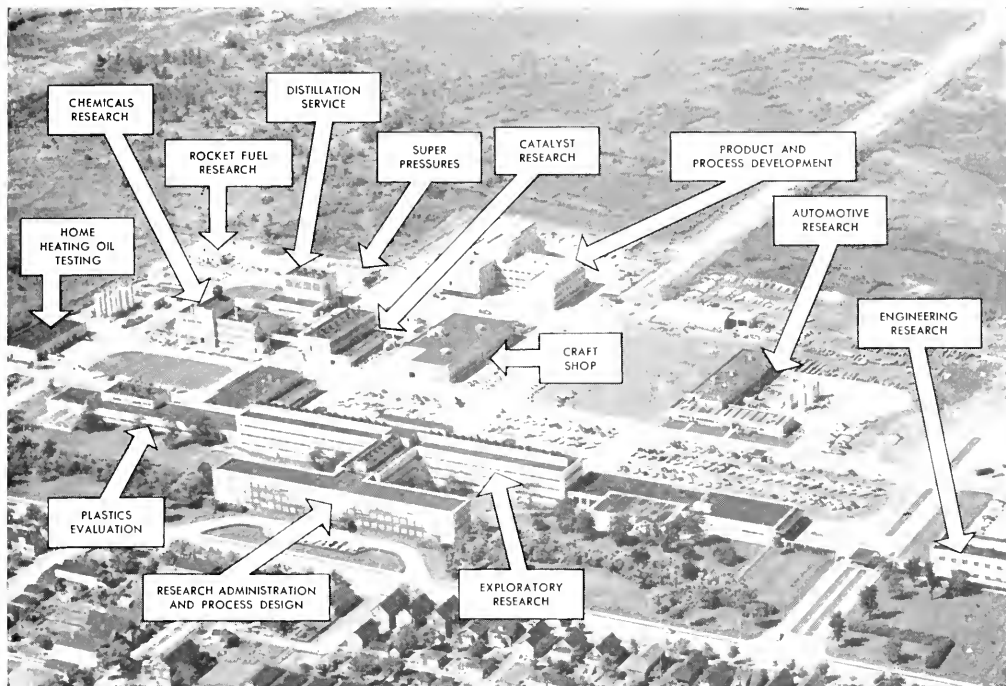 DISTILLATION
SERVICE
CHEMICALS
RESEARCH
ROCKET FUEL
RESEARCH
SUPER
PRESSURES
CATALYST
RESEARCH
PRODUCT AND
PROCESS DEVELOPMENT
AUTOMOTIVE
RESEARCH
HOME
HEATING OIL
TESTING
ENGINEERING
RESEARCH
CRAFT
SHOP
PLASTICS
EVALUATION
RESEARCH ADMINISTRATION
AND PROCESS DESIGN
EXPLORATORY
RESEARCH